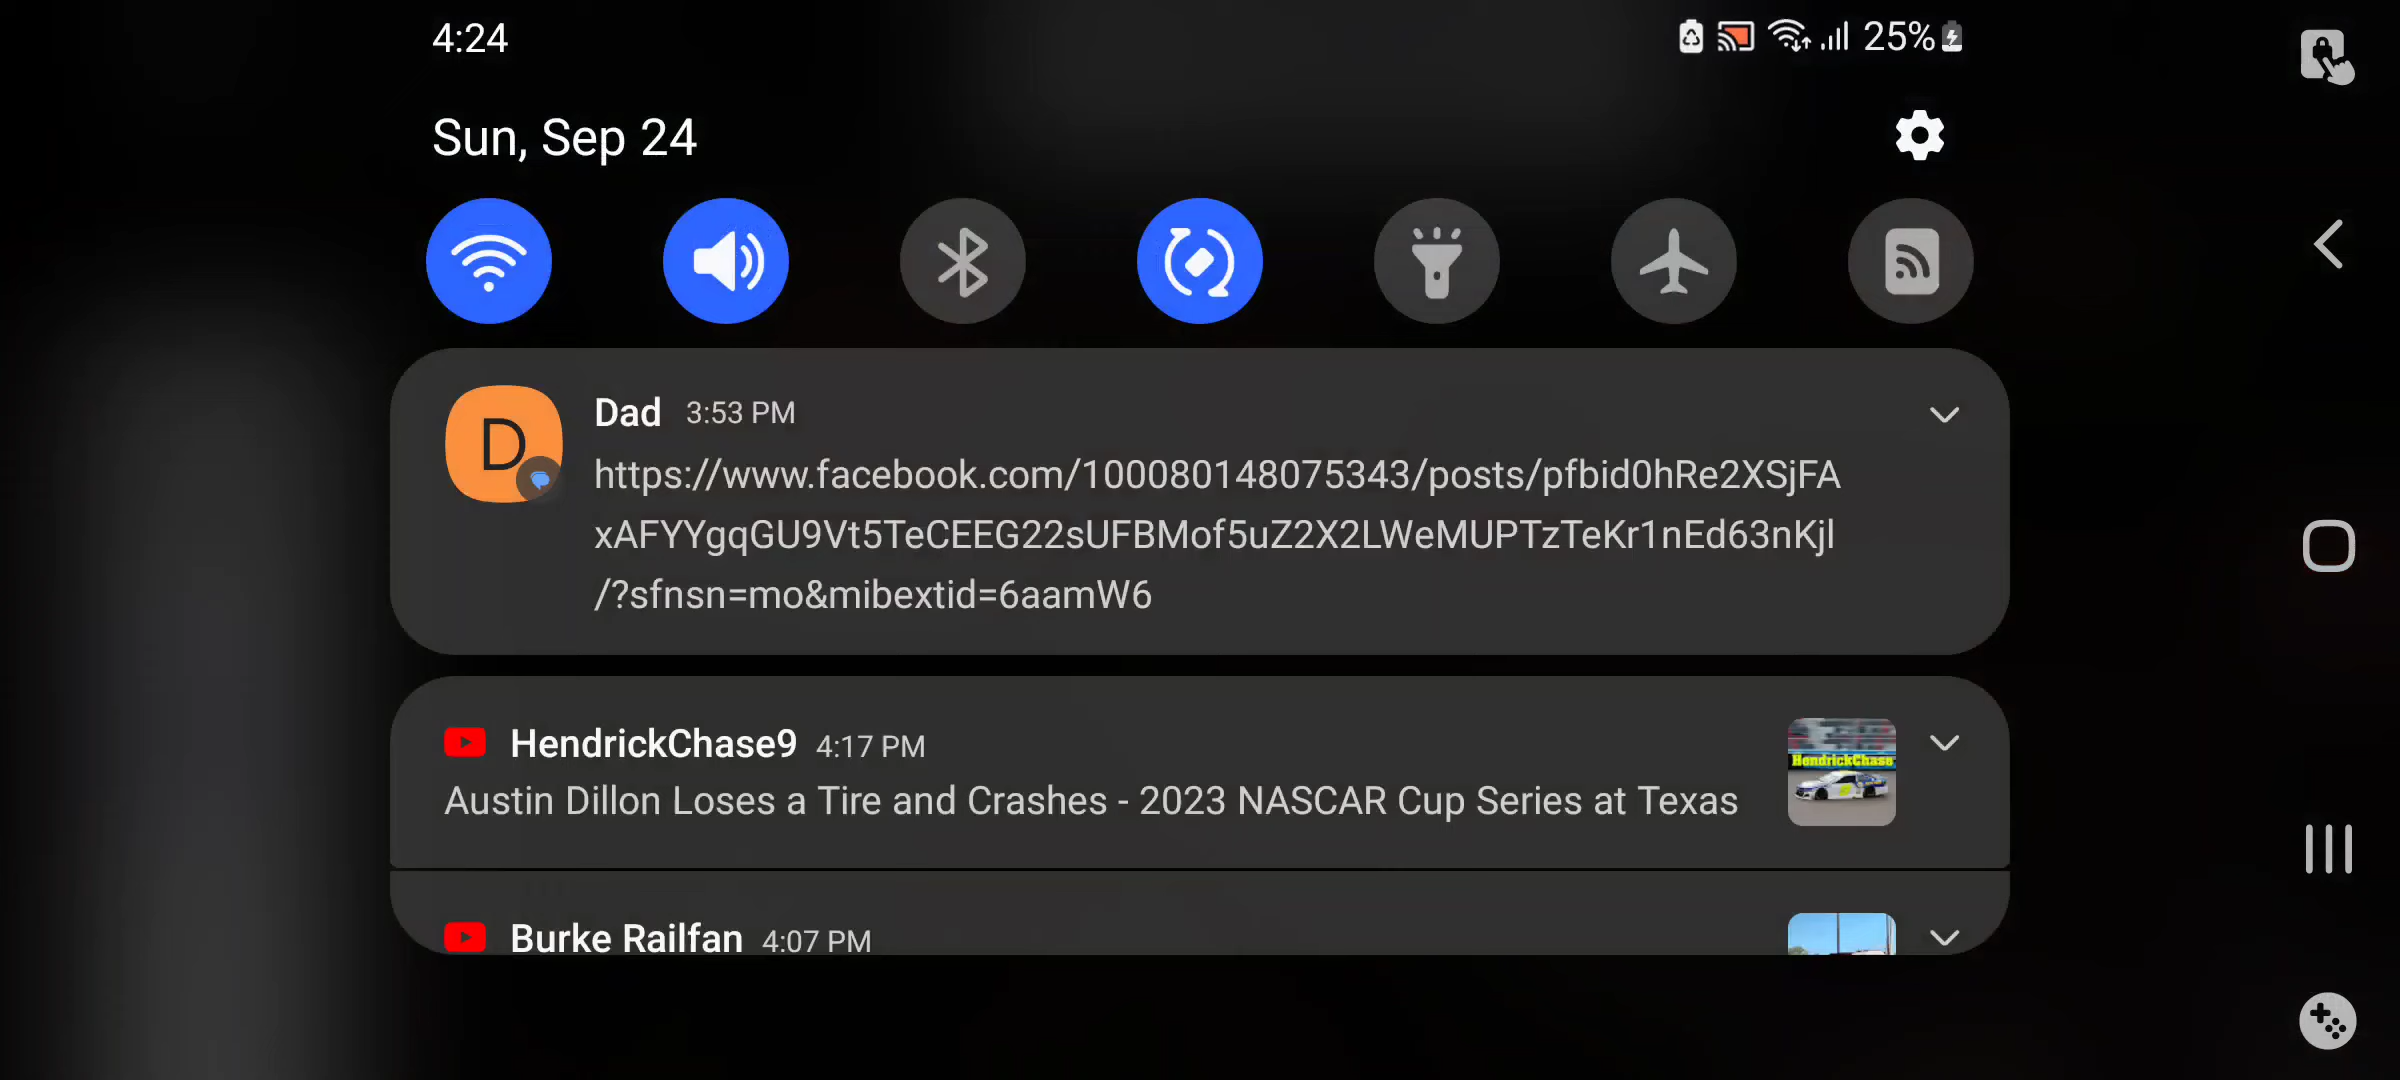 4:24
25%
Sun, Sep 24
D
Dad 3:53 PM
https://www.facebook.com/100080148075343/posts/pfbid0hRe2XSjFA
xAFYYgqGU9Vt5TeCEEG22sUFBMof5uZ2X2LWeMUPTzTeKr1nEd63nKjl
/?sfnsn=mo&mibextid=6aamW6
HendrickChase9 4:17 PM
HendrickChase
Austin Dillon Loses a Tire and Crashes - 2023 NASCAR Cup Series at Texas
Burke Railfan 4:07 PM